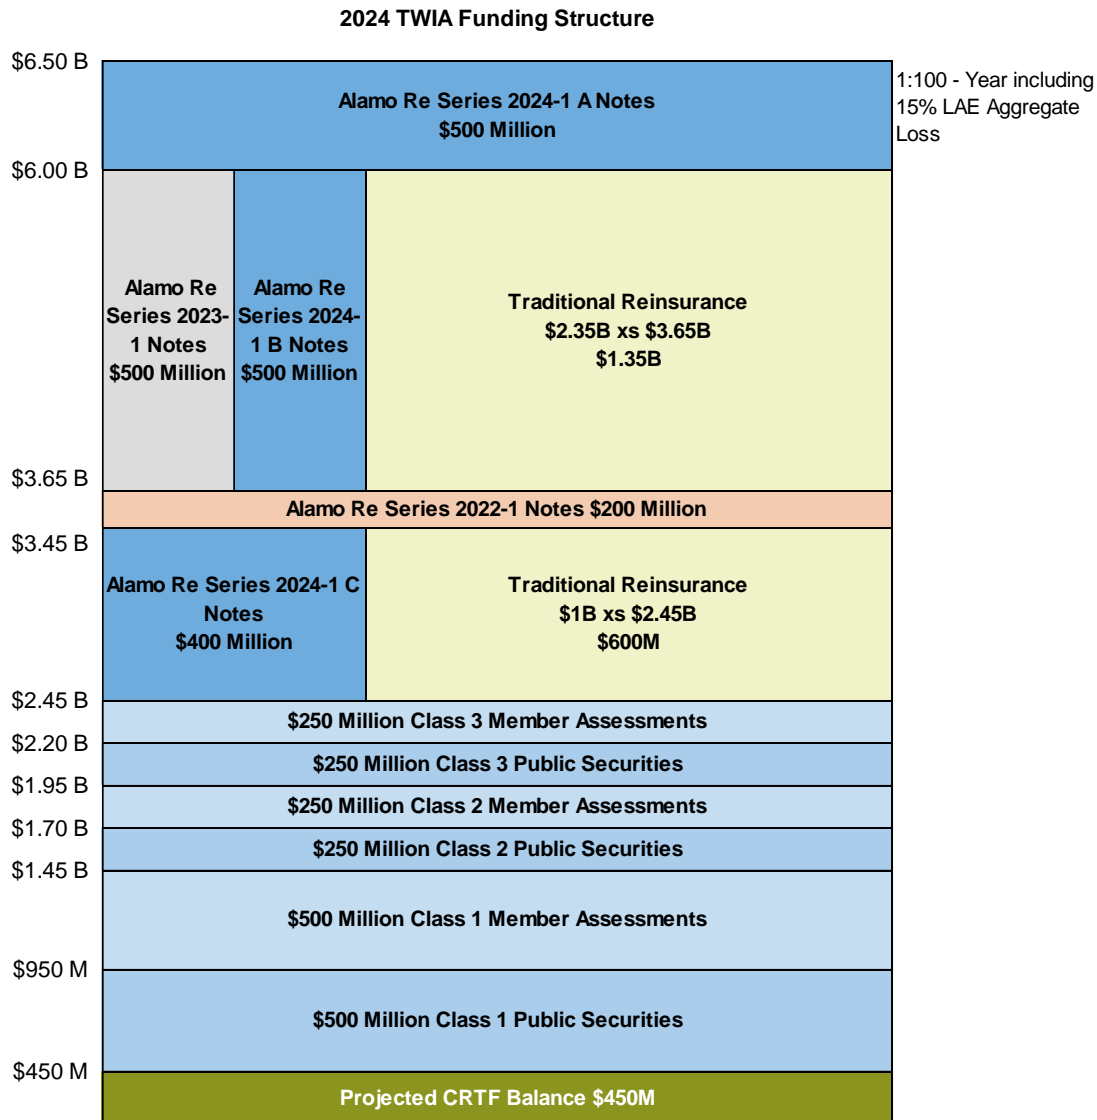 2024 TWIA Funding Structure
$6.50 B
Alamo Re Series 2024-1 A Notes
$500 Million
1:100 - Year including
15% LAE Aggregate
Loss
$6.00 B
Alamo Re
Series 2023-
1 Notes
$500 Million
Alamo Re
Series 2024-
1 B Notes
$500 Million
Traditional Reinsurance
$2.35B xs $3.65B
$1.35B
$3.65 B
Alamo Re Series 2022-1 Notes $200 Million
$3.45 B
Alamo Re Series 2024-1 C
Notes
$400 Million
Traditional Reinsurance
$1B xs $2.45B
$600M
$2.45 B
$250 Million Class 3 Member Assessments
$2.20 B
$250 Million Class 3 Public Securities
$1.95 B
$250 Million Class 2 Member Assessments
$1.70 B
$250 Million Class 2 Public Securities
$1.45 B
$500 Million Class 1 Member Assessments
$950 M
$500 Million Class 1 Public Securities
$450 M
Projected CRTF Balance $450M